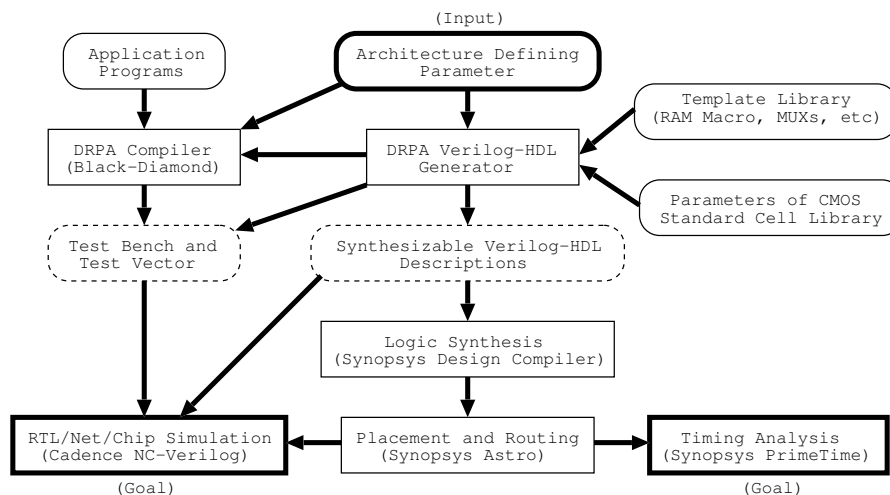 (Input)
Application
Programs
Architecture Defining
Parameter
Template Library
(RAM Macro, MUXs, etc)
DRPA Compiler
(Black-Diamond)
DRPA Verilog-HDL
Generator
Parameters of CMOS
Standard Cell Library
Test Bench and
Test Vector
Synthesizable Verilog-HDL
Descriptions
Logic Synthesis
(Synopsys Design Compiler)
RTL/Net/Chip Simulation
(Cadence NC-Verilog)
Placement and Routing
(Synopsys Astro)
Timing Analysis
(Synopsys PrimeTime)
(Goal)
(Goal)